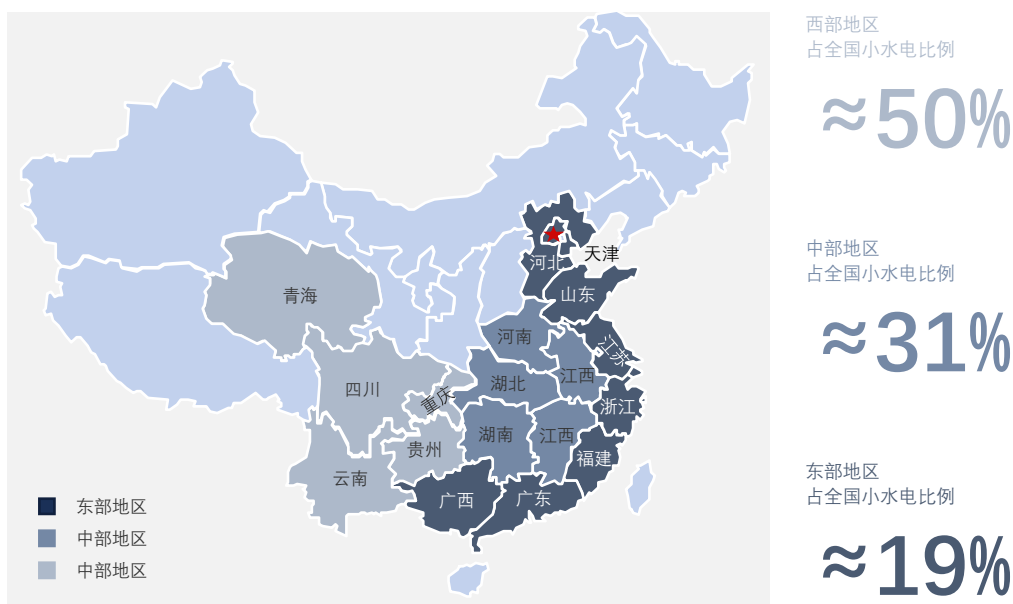 西部地区
占全国小水电比例
≈50%
中部地区
占全国小水电比例
≈31%
东部地区
占全国小水电比例
≈19%
天津
河北
山东
青海
河南
江苏
江西
四川
湖北
重庆
浙江
湖南
江西
贵州
福建
云南
广西
广东
东部地区
中部地区
中部地区